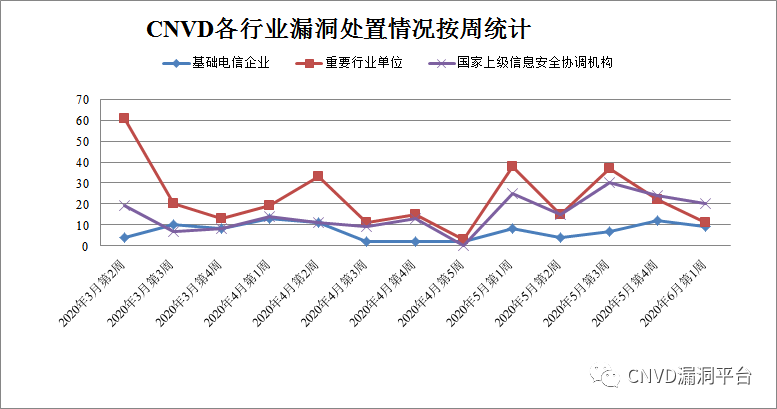 CNVD各行业漏洞处置情况按周统计
基础电信企业 重要行业单位 国家上级信息安全协调机构
70
60
50
40
30
20
10
0
2020年3月第2周
2020年3月第3周
2020年3月第4周
2020年4月第1周
2020年4月第2周
2020年4月第3周
2020年4月第4周
2020年4月第5周
2020年5月第1周
2020年5月第2周
2020年5月第3周
2020年5月第4周
2020年6月第1周
CNVD漏洞平台